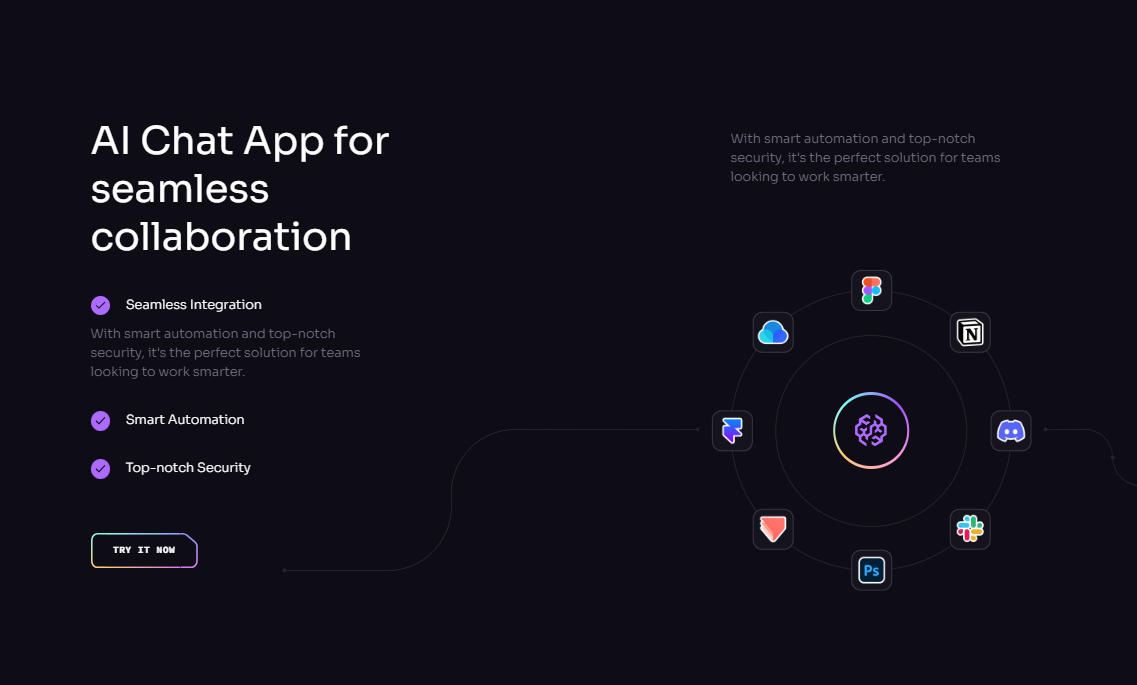 AI Chat App for
seamless
collaboration
Seamless Integration
With smart automation and top-notch
security, it's the perfect solution for teams
looking to work smarter.
Smart Automation
Top-notch Security
TRY IT NOW
With smart automation and top-notch
security, it's the perfect solution for teams
looking to work smarter.
N
Ps